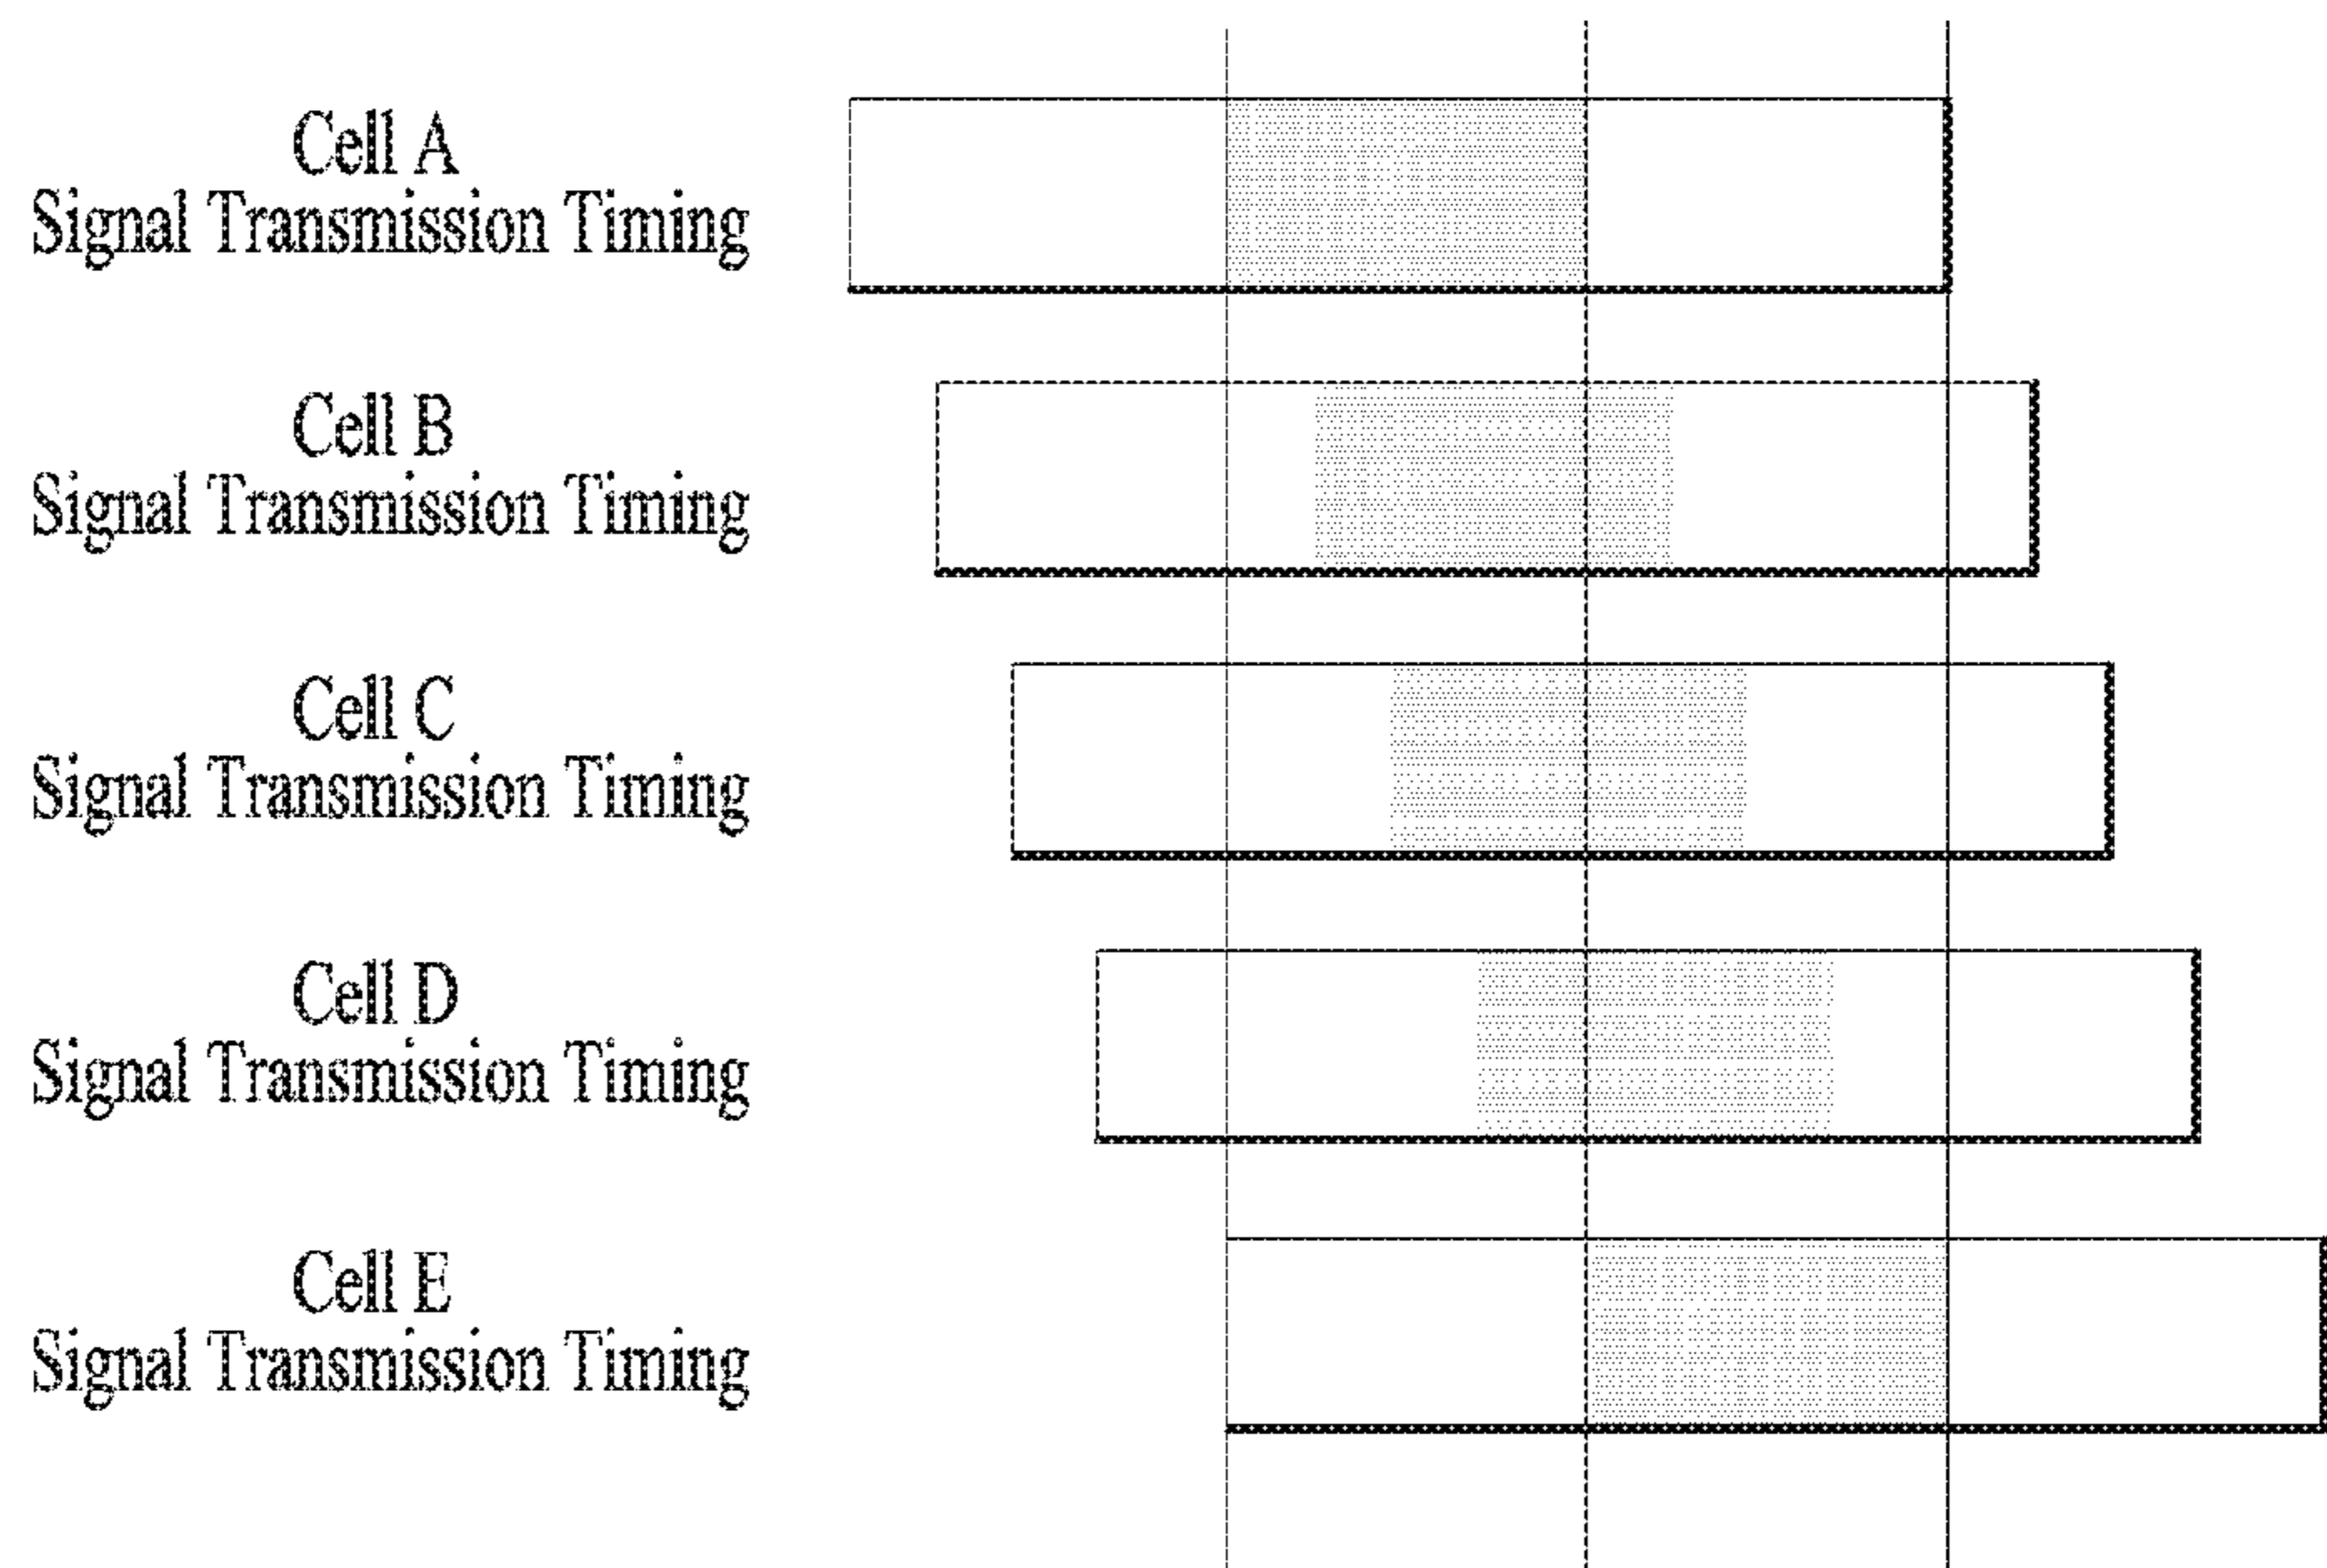 Cell A
Signal Transmission Timing
Cell B
Signal Transmission Timing
Cell C
Signal Transmission Timing
Cell D
Signal Transmission Timing
Cell E
Signal Transmission Timing